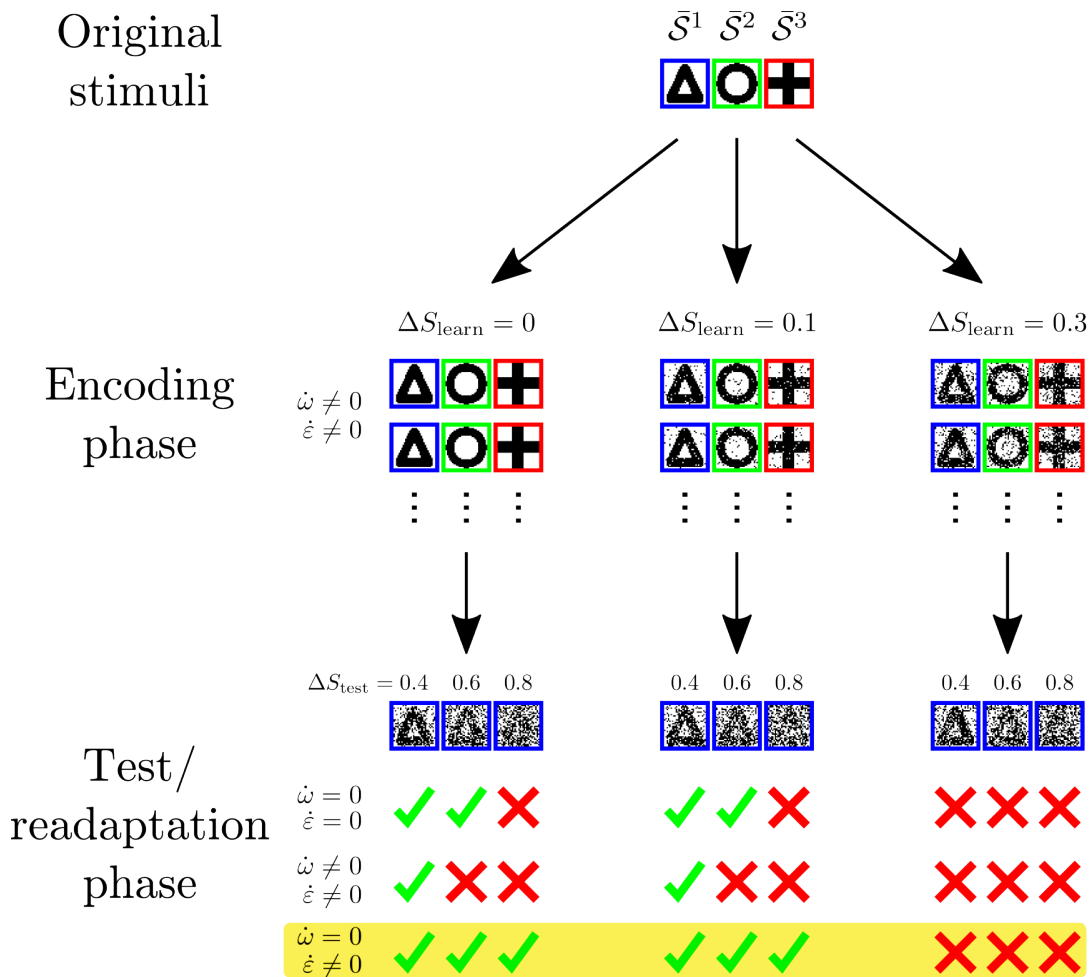 Original
stimuli
S̄¹ S̄² S̄³
ΔS_learn = 0
ΔS_learn = 0.1
ΔS_learn = 0.3
Encoding
phase
ω̇ ≠ 0
ε̇ ≠ 0
ΔS_test = 0.4 0.6 0.8
0.4 0.6 0.8
0.4 0.6 0.8
Test/
readaptation
phase
ω̇ = 0
ε̇ = 0
ω̇ ≠ 0
ε̇ ≠ 0
ω̇ = 0
ε̇ ≠ 0